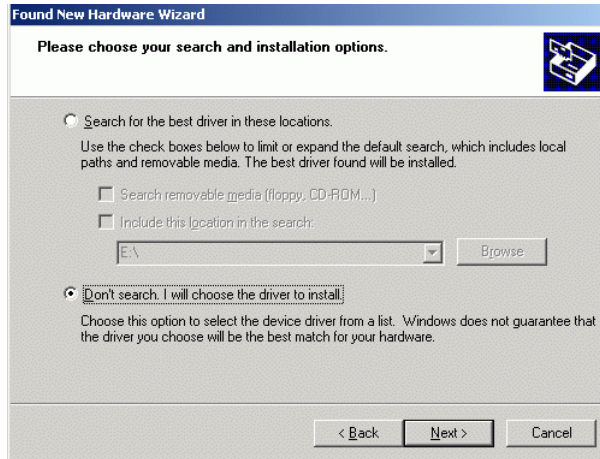 Found New Hardware Wizard
Please choose your search and installation options.
Search for the best driver in these locations.
Use the check boxes below to limit or expand the default search, which includes local
paths and removable media. The best driver found will be installed.
Search removable media (floppy, CD-ROM...)
Include this location in the search:
E:\
Browse
Don't search. I will choose the driver to install.
Choose this option to select the device driver from a list. Windows does not guarantee that
the driver you choose will be the best match for your hardware.
< Back Next > Cancel